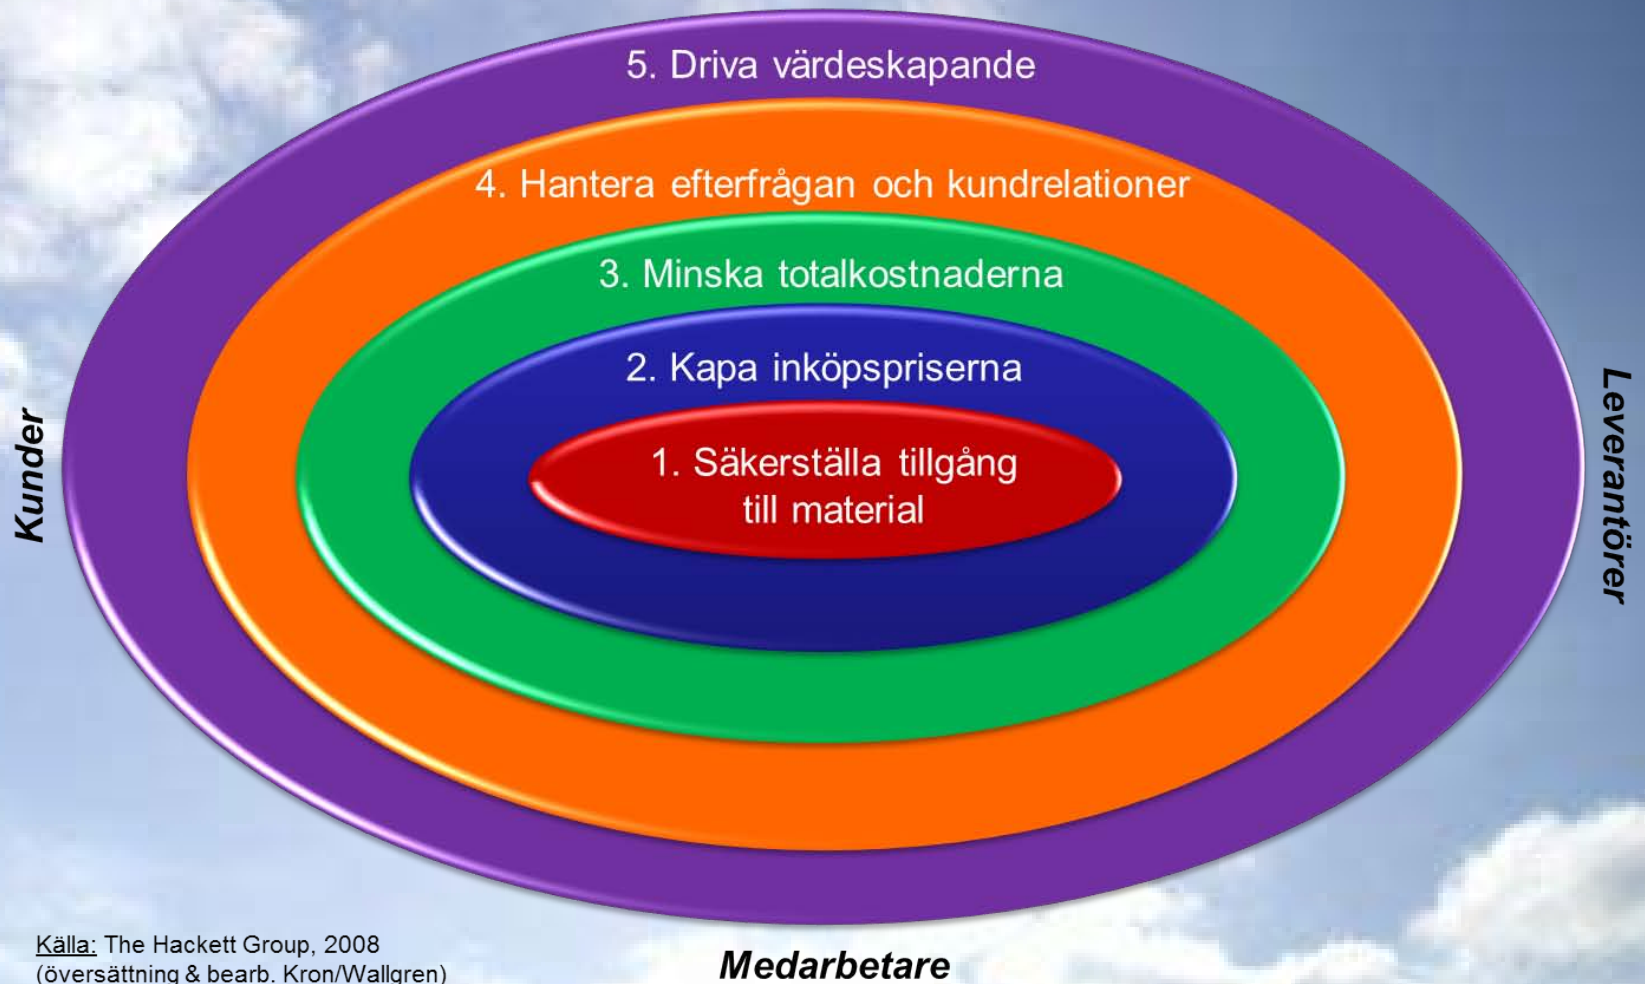 5. Driva värdeskapande
4. Hantera efterfrågan och kundrelationer
3. Minska totalkostnaderna
2. Kapa inköpspriserna
1. Säkerställa tillgång
till material
Kunder
Leverantörer
Källa: The Hackett Group, 2008
(översättning & bearb. Kron/Wallgren)
Medarbetare